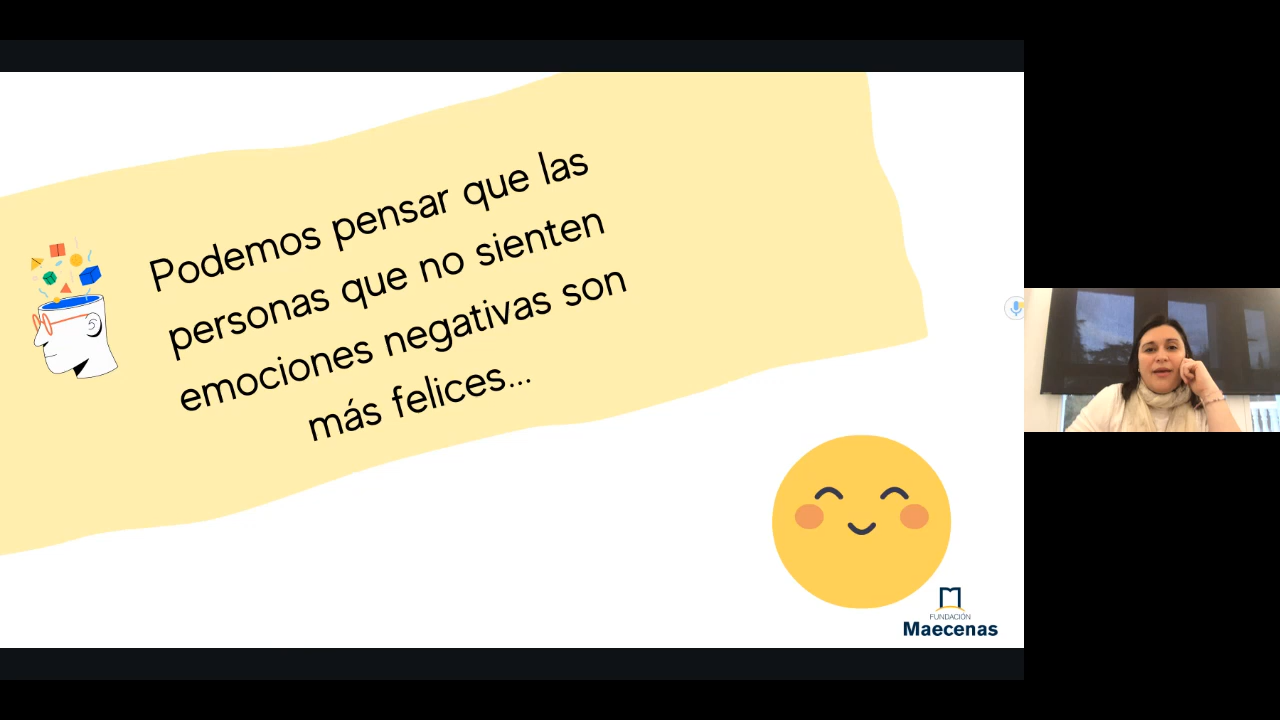 Podemos pensar que las
personas que no sienten
emociones negativas son
más felices...
FUNDACIÓN
Maecenas